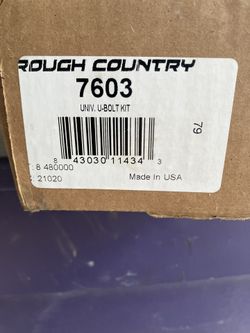 ROUGH COUNTRY
7603
UNIV. U-BOLT KIT
79
8 43030 11434 3
8 480000
21020
Made In USA